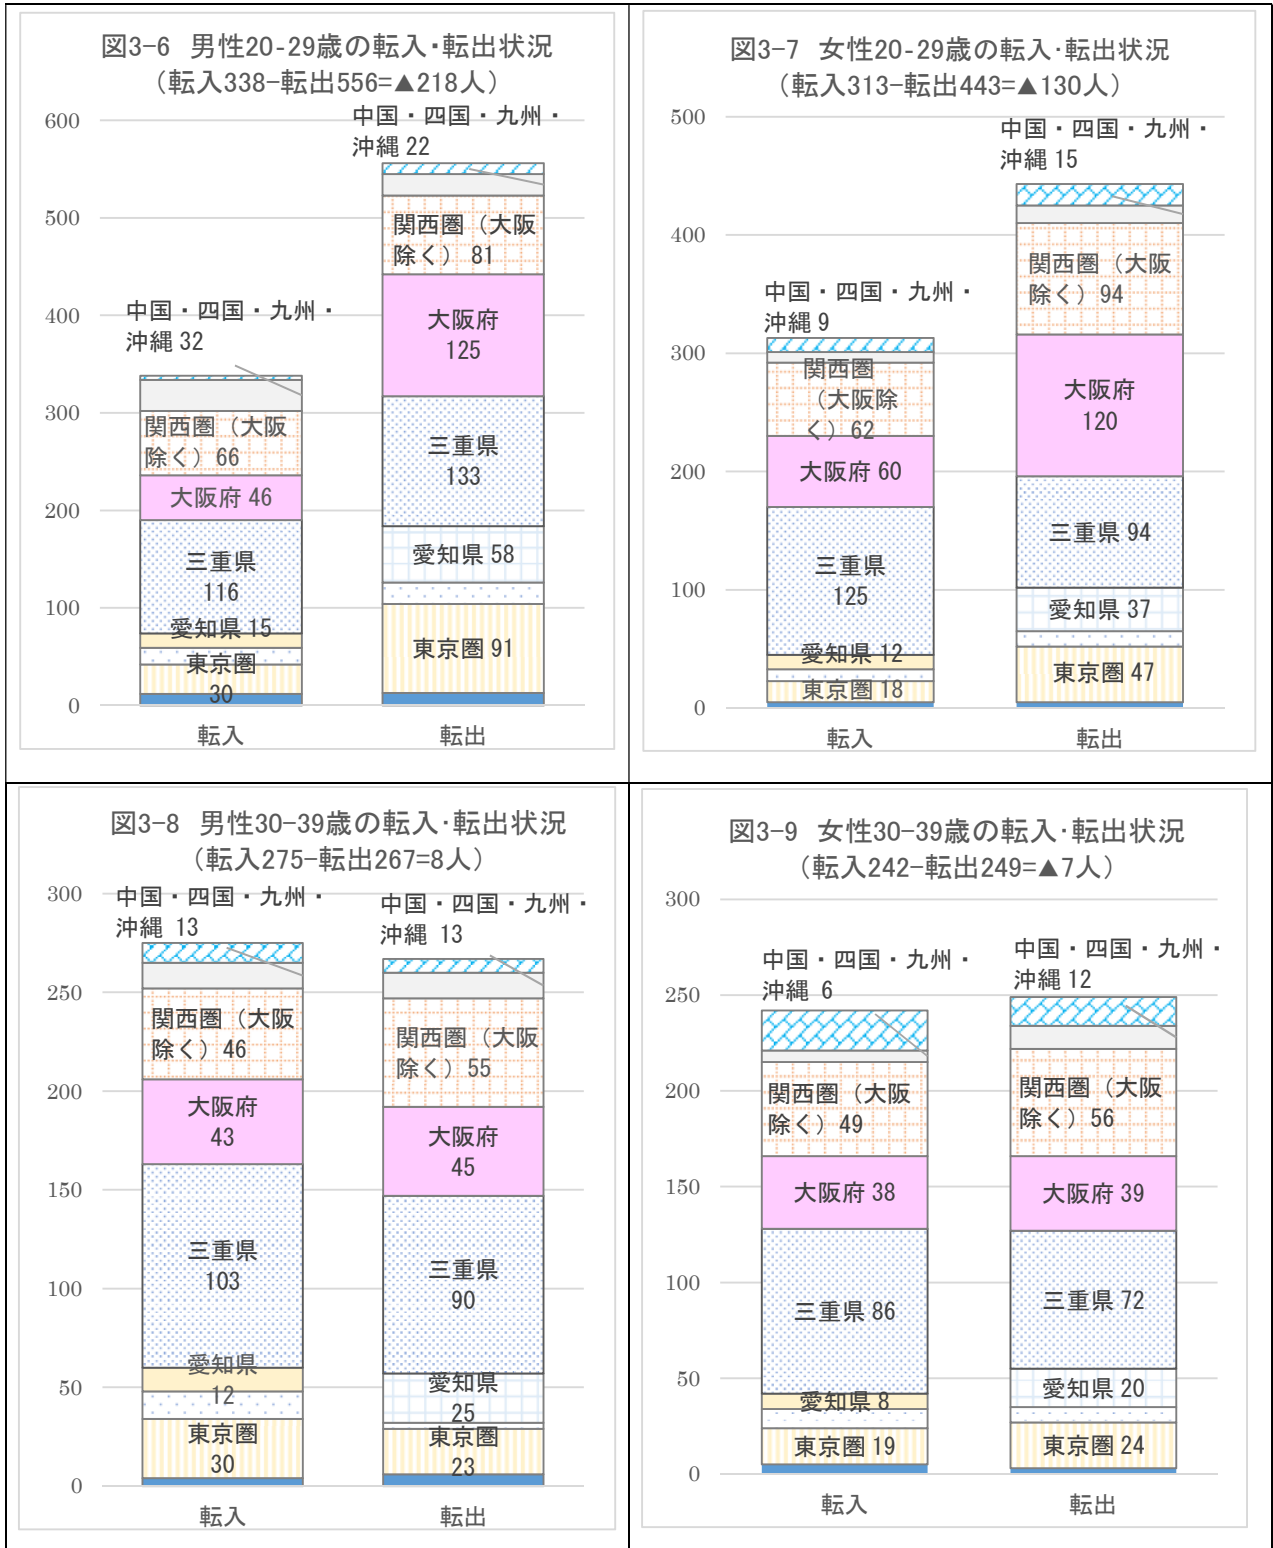 図3-6 男性20-29歳の転入・転出状況
（転入338-転出556=▲218人）
600
500
400
300
200
100
0
中国・四国・九州・
沖縄 32
関西圏（大阪
除く）66
大阪府 46
三重県
116
愛知県 15
東京圏
30
転入
中国・四国・九州・
沖縄 22
関西圏（大阪
除く）81
大阪府
125
三重県
133
愛知県 58
東京圏 91
転出
図3-7 女性20-29歳の転入・転出状況
（転入313-転出443=▲130人）
500
400
300
200
100
0
中国・四国・九州・
沖縄 9
関西圏
（大阪除
く）62
大阪府 60
三重県
125
愛知県 12
東京圏 18
転入
中国・四国・九州・
沖縄 15
関西圏（大阪
除く）94
大阪府
120
三重県 94
愛知県 37
東京圏 47
転出
図3-8 男性30-39歳の転入・転出状況
（転入275-転出267=8人）
300
250
200
150
100
50
0
中国・四国・九州・
沖縄 13
関西圏（大阪
除く）46
大阪府
43
三重県
103
愛知県
12
東京圏
30
転入
中国・四国・九州・
沖縄 13
関西圏（大阪
除く）55
大阪府
45
三重県
90
愛知県
25
東京圏
23
転出
図3-9 女性30-39歳の転入・転出状況
（転入242-転出249=▲7人）
300
250
200
150
100
50
0
中国・四国・九州・
沖縄 6
関西圏（大阪
除く）49
大阪府 38
三重県 86
愛知県 8
東京圏 19
転入
中国・四国・九州・
沖縄 12
関西圏（大阪
除く）56
大阪府 39
三重県 72
愛知県 20
東京圏 24
転出